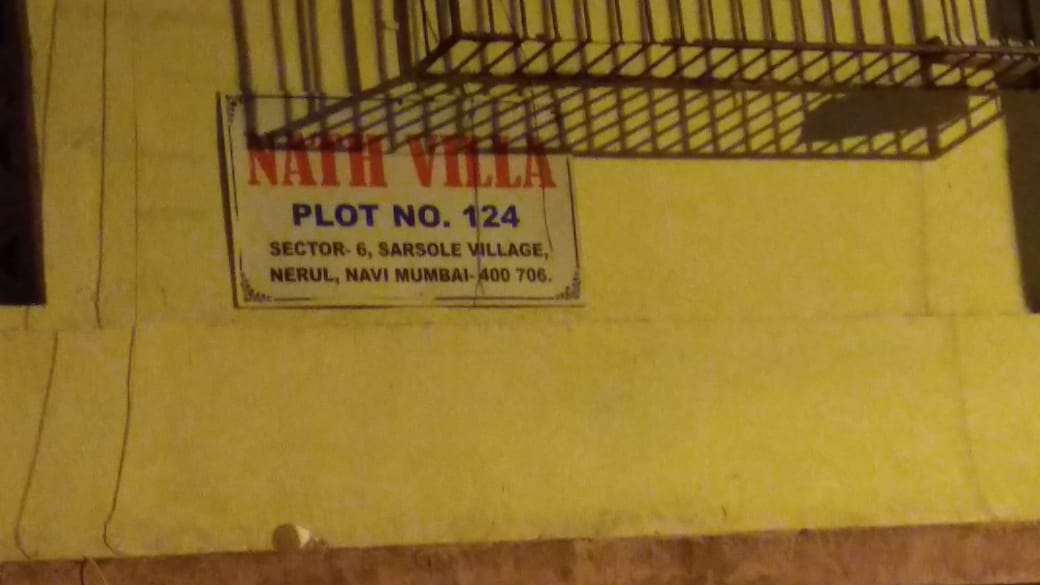 NATH VILLA
PLOT NO. 124
SECTOR- 6, SARSOLE VILLAGE,
NERUL, NAVI MUMBAI- 400 706.